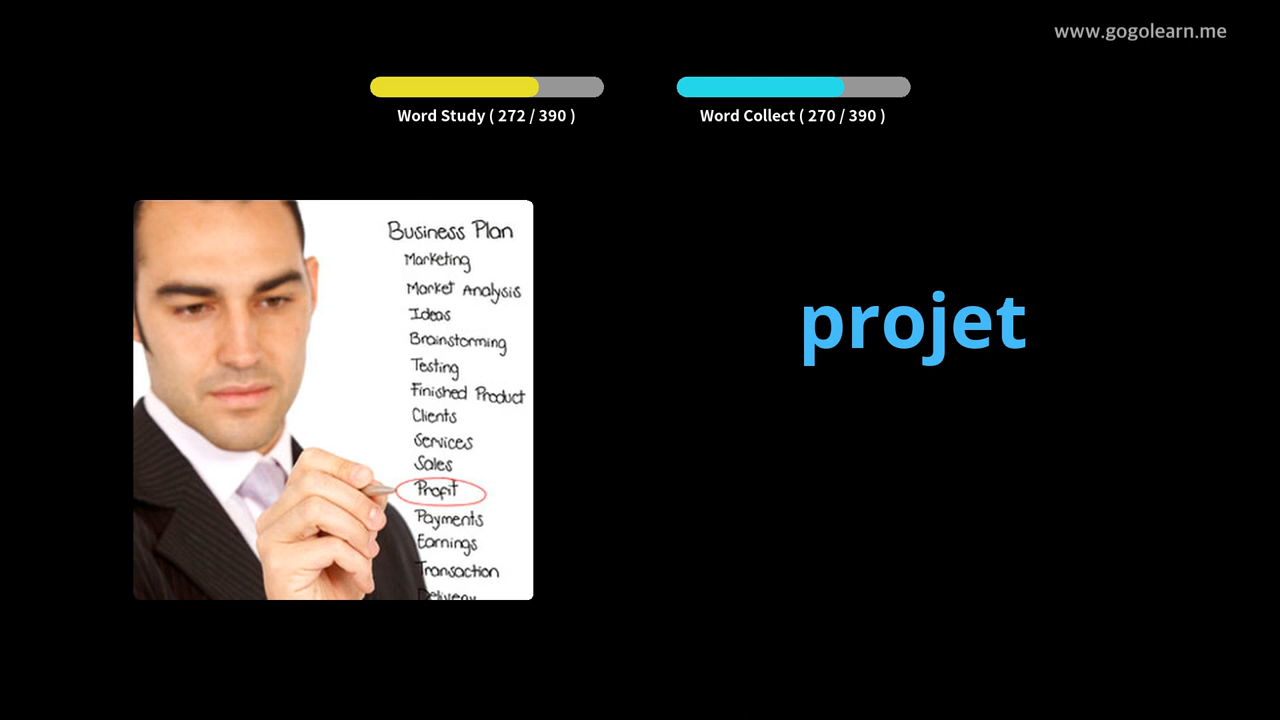 www.gogolearn.me
Word Study ( 272 / 390 )
Word Collect ( 270 / 390 )
Business Plan
Marketing
Market Analysis
Ideas
Brainstorming
Testing
Finished Product
Clients
Services
Sales
Profit
Payments
Earnings
Transaction
Delivery
projet